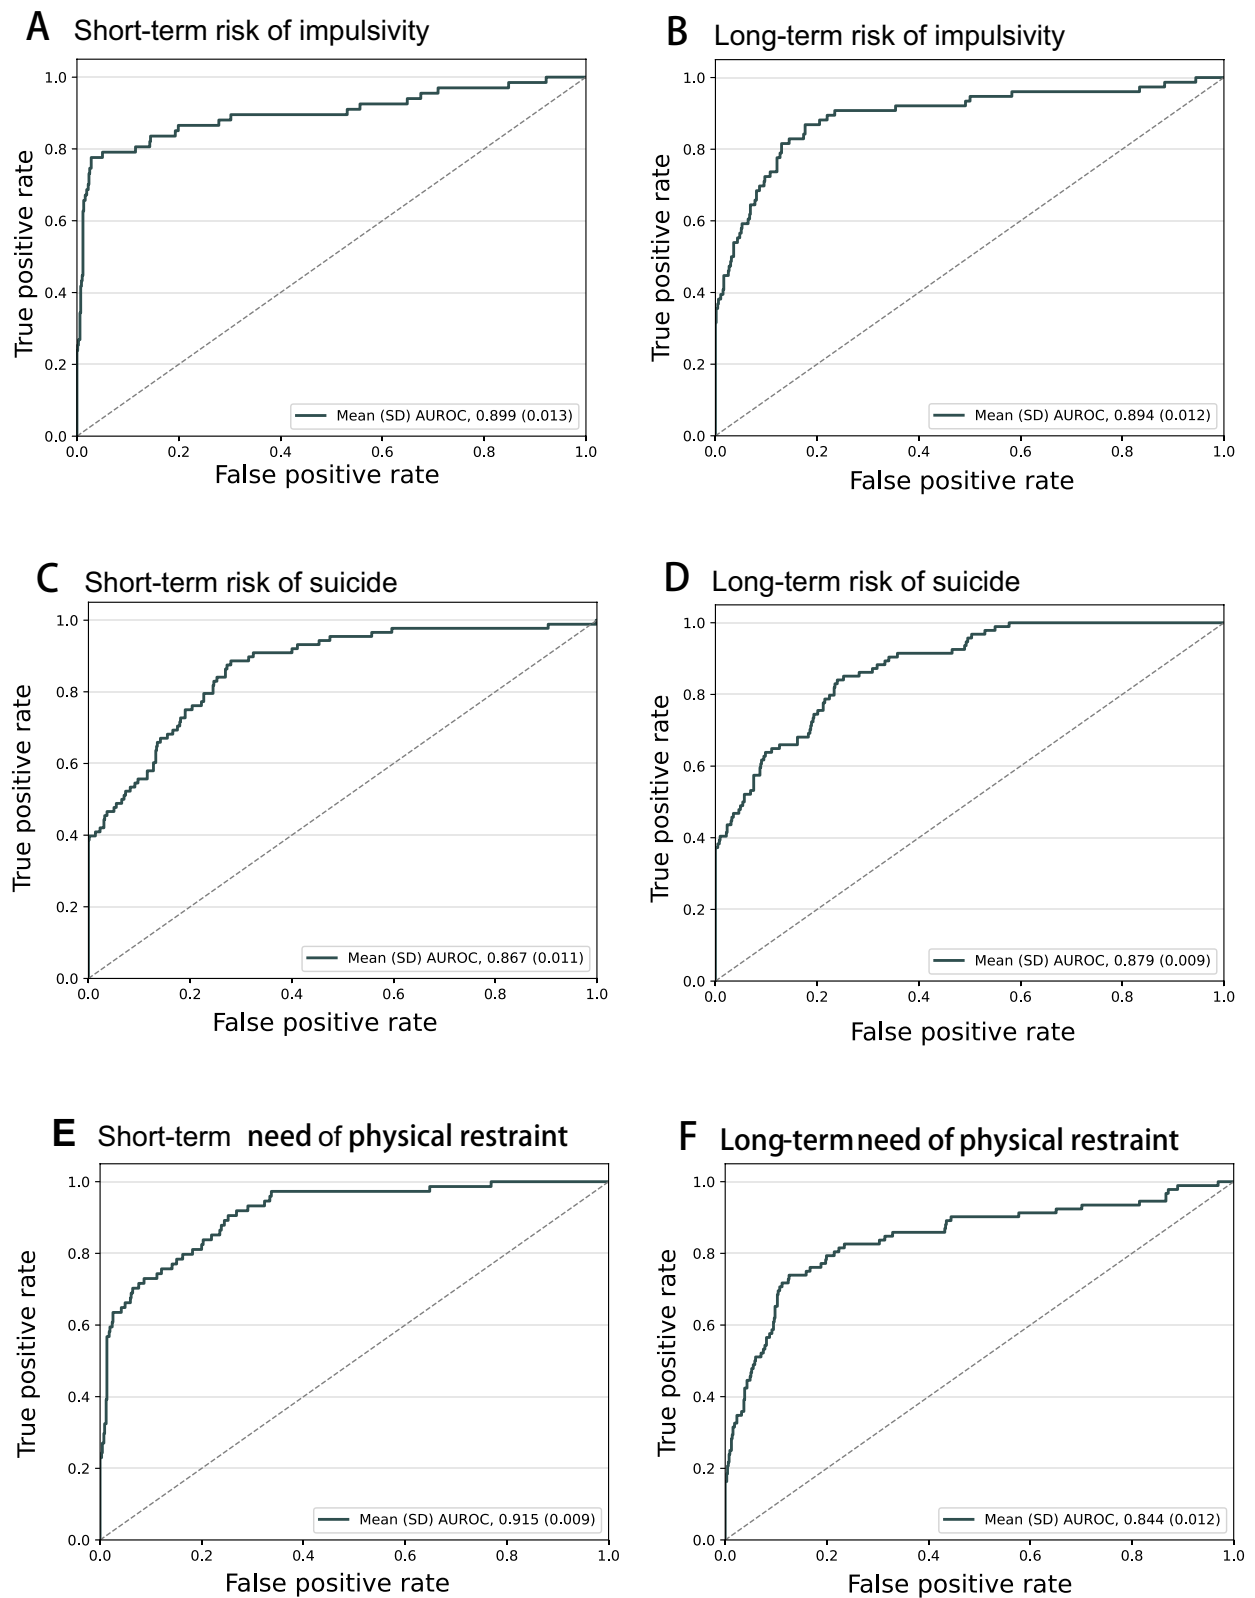 A Short-term risk of impulsivity
1.0
0.8
0.6
0.4
0.2
0.0
True positive rate
Mean (SD) AUROC, 0.899 (0.013)
0.0 0.2 0.4 0.6 0.8 1.0
False positive rate
B Long-term risk of impulsivity
1.0
0.8
0.6
0.4
0.2
0.0
True positive rate
Mean (SD) AUROC, 0.894 (0.012)
0.0 0.2 0.4 0.6 0.8 1.0
False positive rate
C Short-term risk of suicide
1.0
0.8
0.6
0.4
0.2
0.0
True positive rate
Mean (SD) AUROC, 0.867 (0.011)
0.0 0.2 0.4 0.6 0.8 1.0
False positive rate
D Long-term risk of suicide
1.0
0.8
0.6
0.4
0.2
0.0
True positive rate
Mean (SD) AUROC, 0.879 (0.009)
0.0 0.2 0.4 0.6 0.8 1.0
False positive rate
E Short-term need of physical restraint
1.0
0.8
0.6
0.4
0.2
0.0
True positive rate
Mean (SD) AUROC, 0.915 (0.009)
0.0 0.2 0.4 0.6 0.8 1.0
False positive rate
F Long-term need of physical restraint
1.0
0.8
0.6
0.4
0.2
0.0
True positive rate
Mean (SD) AUROC, 0.844 (0.012)
0.0 0.2 0.4 0.6 0.8 1.0
False positive rate